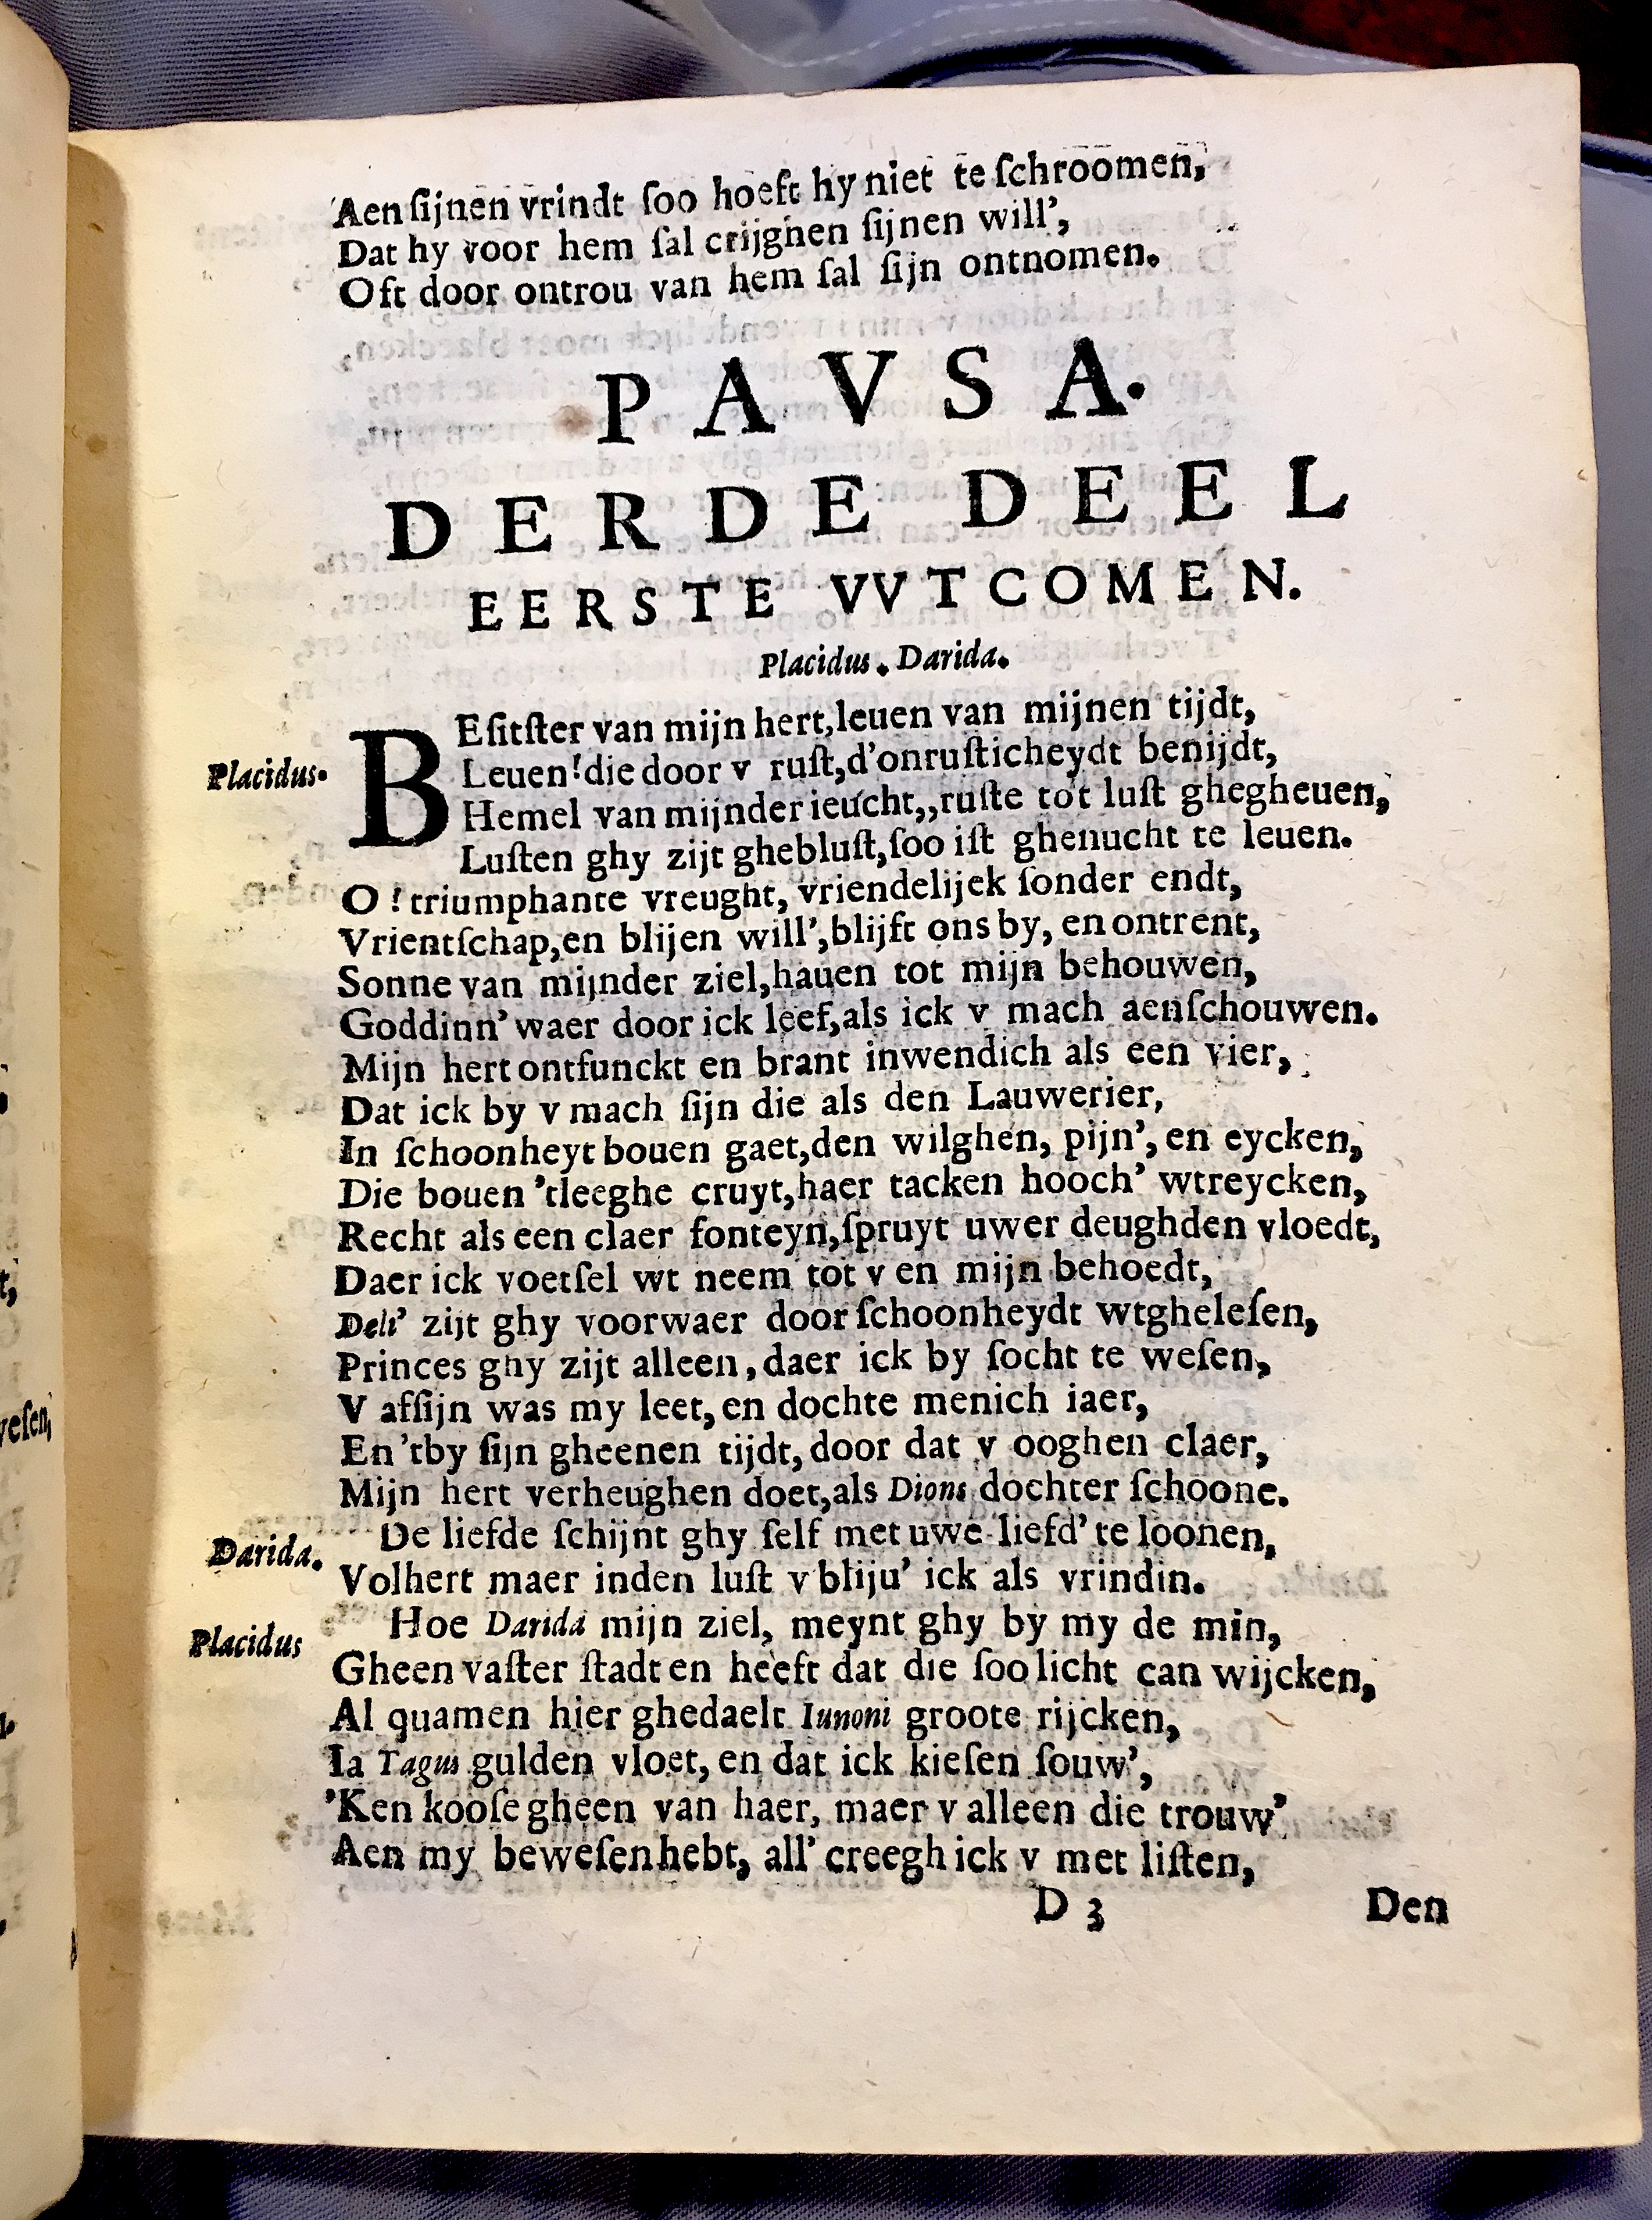 Aen ſijnen vrindt ſoo hoeft hy niet te ſchroomen,
Dat hy voor hem ſal crijghen ſijnen will’,
Oft door ontrou van hem ſal ſijn ontnomen.
PAVSA.
DERDE DEEL
EERSTE VVTCOMEN.
Placidus. Darida.
Placidus. BEſitſter van mijn hert, leuen van mijnen tijdt,
Leuen! die door v ruſt, d’onruſticheydt benijdt,
Hemel van mijnder ieucht,, ruſte tot luſt ghegheuen,
Luſten ghy zijt ghebluſt, ſoo iſt ghenucht te leuen.
O! triumphante vreught, vriendelijek ſonder endt,
Vrientſchap, en blijen will’, blijft ons by, en ontrent,
Sonne van mijnder ziel, hauen tot mijn behouwen,
Goddinn’ waer door ick leef, als ick v mach aenſchouwen.
Mijn hert ontfunckt en brant inwendich als een vier,
Dat ick by v mach ſijn die als den Lauwerier,
In ſchoonheyt bouen gaet, den wilghen, pijn’, en eycken,
Die bouen ’tleeghe cruyt, haer tacken hooch’ wtreycken,
Recht als een claer fonteyn, ſpruyt uwer deughden vloedt,
Daer ick voetſel wt neem tot v en mijn behoedt,
Deli’ zijt ghy voorwaer door ſchoonheydt wtgheleſen,
Princes ghy zijt alleen, daer ick by ſocht te weſen,
V afſijn was my leet, en dochte menich iaer,
En ’tby ſijn gheenen tijdt, door dat v ooghen claer,
Mijn hert verheughen doet, als Dions dochter ſchoone.
Darida. De liefde ſchijnt ghy ſelf met uwe liefd’ te loonen,
Volhert maer inden luſt v bliju’ ick als vrindin.
Placidus Hoe Darida mijn ziel, meynt ghy by my de min,
Gheen vaſter ſtadt en heeft dat die ſoo licht can wijcken,
Al quamen hier ghedaelt Iunoni groote rijcken,
Ia Tagus gulden vloet, en dat ick kieſen ſouw’,
’Ken kooſe gheen van haer, maer v alleen die trouw’
Aen my beweſen hebt, all’ creegh ick v met liſten,
D 3 Den